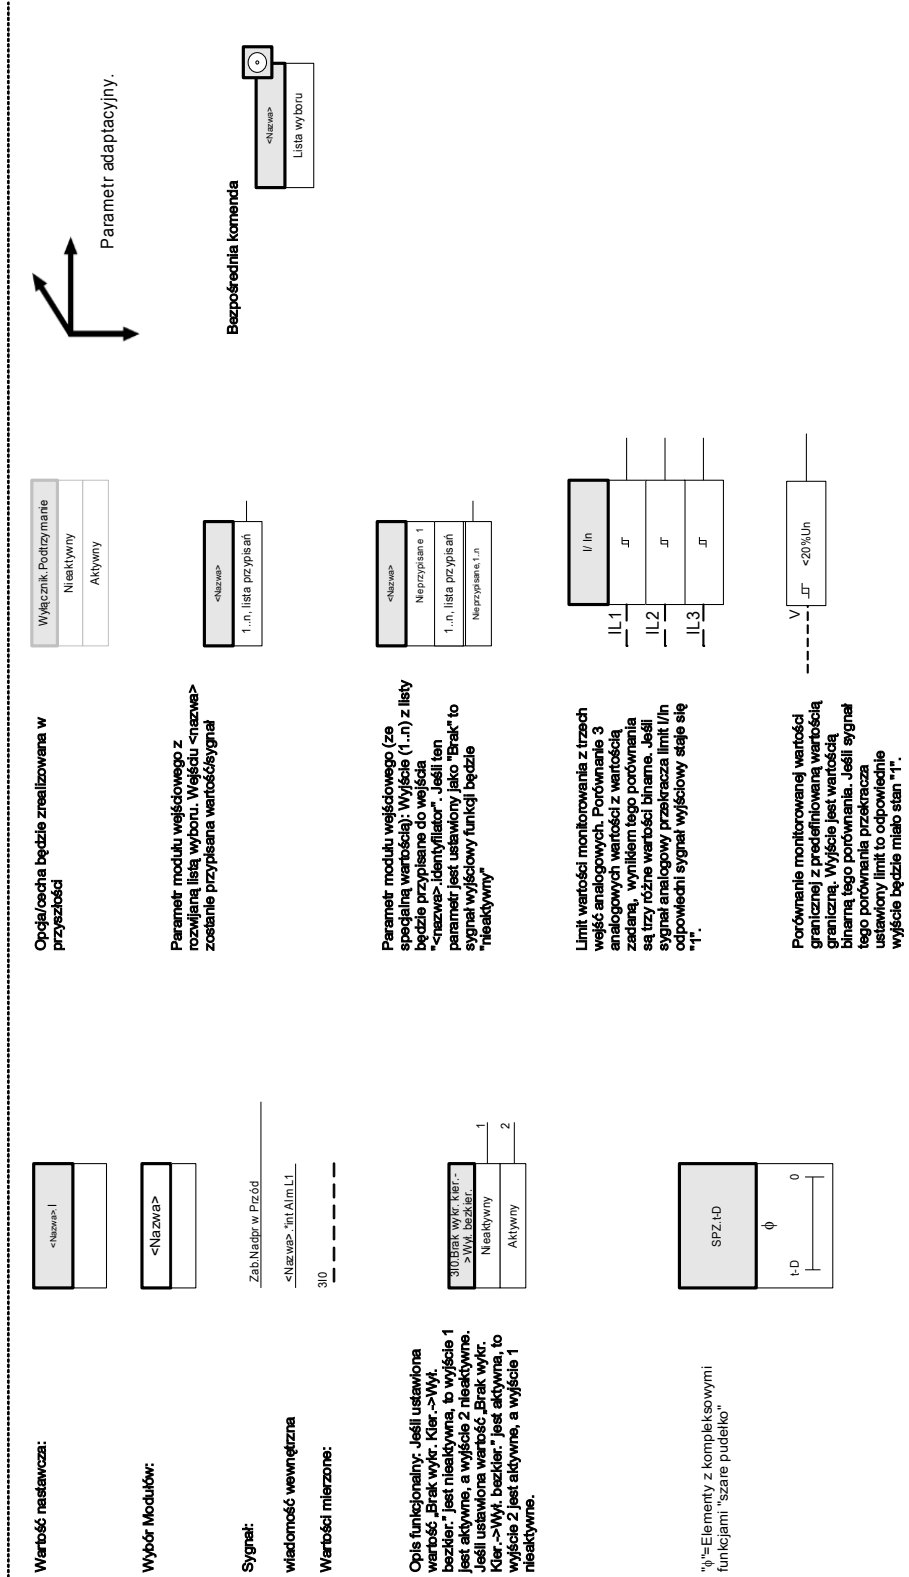 Wartość nastawcza:
<Nazwa>.I
Wybór Modułów:
<Nazwa>
Sygnał:
Zab.Nadpr w Przód
wiadomość wewnętrzna
<Nazwa>.*int Alm L1
Wartości mierzone:
3I0
Opis funkcjonalny: Jeśli ustawiona
wartość „Brak wykr. Kier.->Wył.
bezkier.” jest nieaktywna, to wyjście 1
jest aktywne, a wyjście 2 nieaktywne.
Jeśli ustawiona wartość „Brak wykr.
Kier.->Wył. bezkier.” jest aktywna, to
wyjście 2 jest aktywne, a wyjście 1
nieaktywne.
3I0.Brak wykr. kier.-
>Wył. bezkier.
Nieaktywny
1
Aktywny
2
"ϕ"=Elementy z kompleksowymi
funkcjami "szare pudełko"
SPZ.t-D
ϕ
t-D
0
Opcja/cecha będzie zrealizowana w
przyszłości
Wyłącznik.Podtrzymanie
Nieaktywny
Aktywny
Parametr modułu wejściowego z
rozwijaną listą wyboru. Wejściu <nazwa>
zostanie przypisana wartość/sygnał
<Nazwa>
1..n, lista przypisań
Parametr modułu wejściowego (ze
specjalną wartością): Wyjście (1..n) z listy
będzie przypisane do wejścia
"<nazwa>.identyfilator". Jeśli ten
parametr jest ustawiony jako "Brak" to
sygnał wyjściowy funkcji będzie
"nieaktywny"
<Nazwa>
Nieprzypisane 1
1..n, lista przypisań
Nieprzypisane,1..n
Limit wartości monitorowania z trzech
wejść analogowych. Porównanie 3
analogowych wartości z wartością
zadaną, wynikiem tego porównania
są trzy różne wartości binarne. Jeśli
sygnał analogowy przekracza limit I/In
odpowiedni sygnał wyjściowy staje się
"1".
I/ In
IL1
IL2
IL3
Porównanie monitorowanej wartości
granicznej z predefiniowaną wartością
graniczną. Wyjście jest wartością
binarną tego porównania. Jeśli sygnał
tego porównania przekracza
ustawiony limit to odpowiednie
wyjście będzie miało stan "1".
V
<20%Un
Parametr adaptacyjny.
Bezpośrednia komenda
<Nazwa>
Lista wyboru